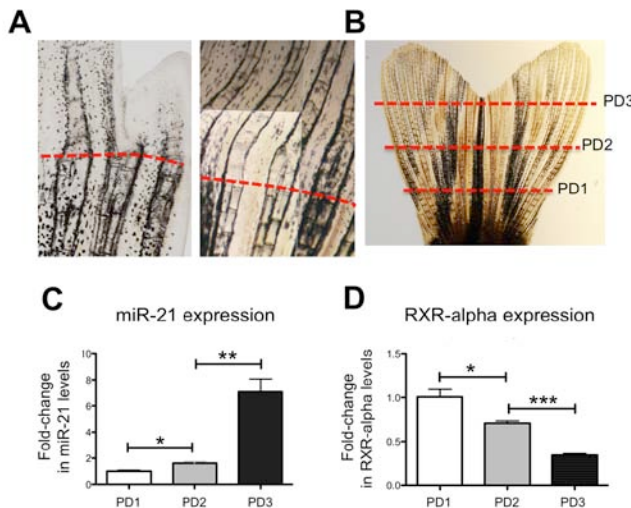 A
B
PD3
PD2
PD1
C
miR-21 expression
Fold-change
in miR-21 levels
10
8
6
4
2
0
*
**
PD1 PD2 PD3
D
RXR-alpha expression
Fold-change
in RXR-alpha levels
1.5
1.0
0.5
0.0
*
***
PD1 PD2 PD3